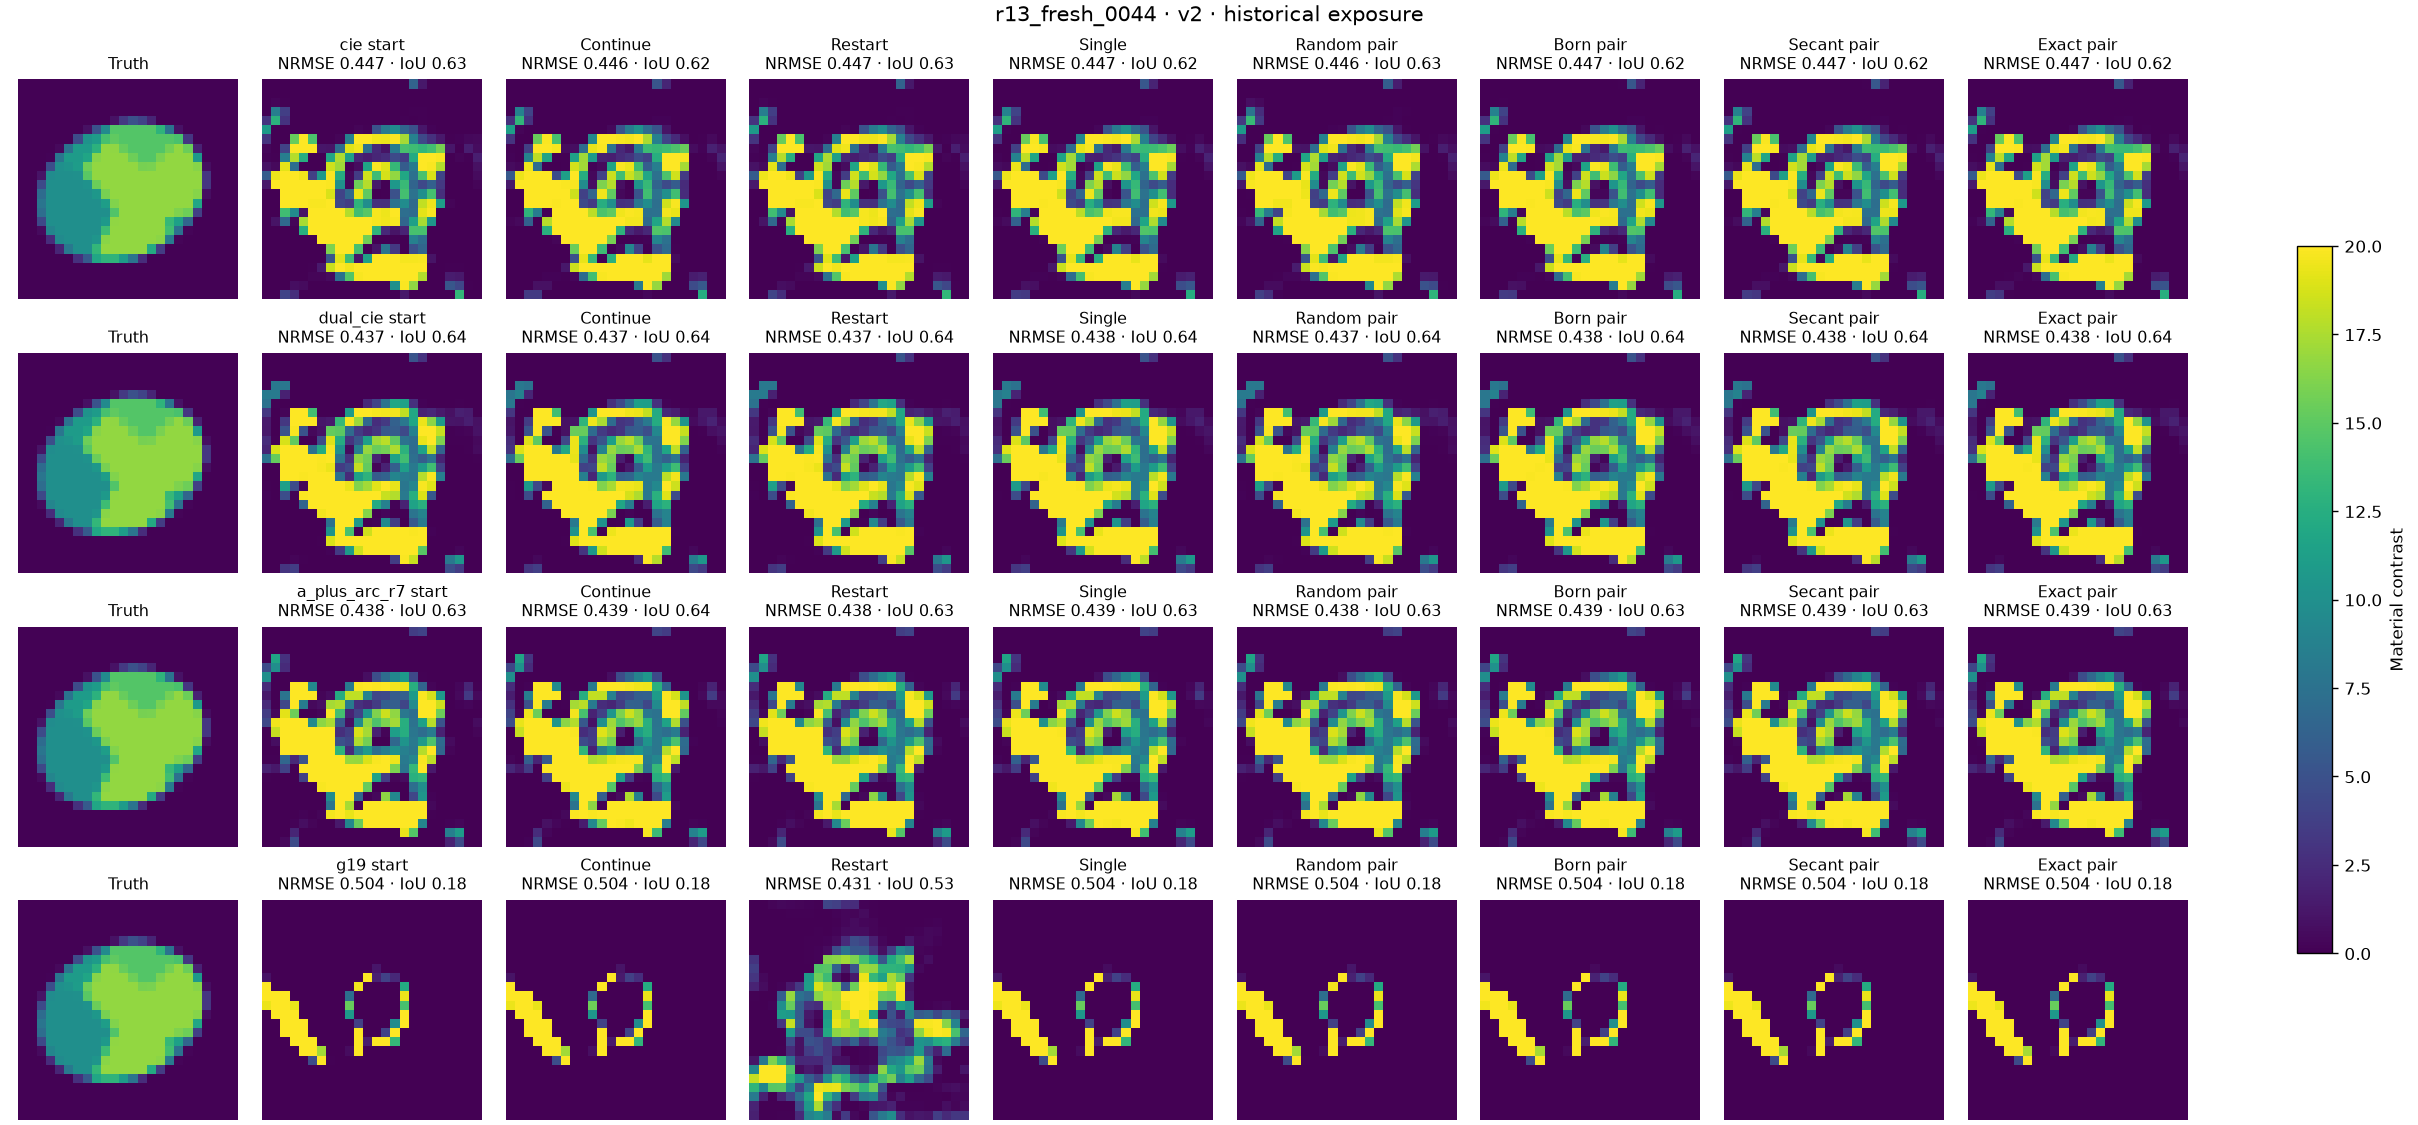 r13_fresh_0044 · v2 · historical exposure
Truth
cie start
NRMSE 0.447 · IoU 0.63
Continue
NRMSE 0.446 · IoU 0.62
Restart
NRMSE 0.447 · IoU 0.63
Single
NRMSE 0.447 · IoU 0.62
Random pair
NRMSE 0.446 · IoU 0.63
Born pair
NRMSE 0.447 · IoU 0.62
Secant pair
NRMSE 0.447 · IoU 0.62
Exact pair
NRMSE 0.447 · IoU 0.62
Truth
dual_cie start
NRMSE 0.437 · IoU 0.64
Continue
NRMSE 0.437 · IoU 0.64
Restart
NRMSE 0.437 · IoU 0.64
Single
NRMSE 0.438 · IoU 0.64
Random pair
NRMSE 0.437 · IoU 0.64
Born pair
NRMSE 0.438 · IoU 0.64
Secant pair
NRMSE 0.438 · IoU 0.64
Exact pair
NRMSE 0.438 · IoU 0.64
Truth
a_plus_arc_r7 start
NRMSE 0.438 · IoU 0.63
Continue
NRMSE 0.439 · IoU 0.64
Restart
NRMSE 0.438 · IoU 0.63
Single
NRMSE 0.439 · IoU 0.63
Random pair
NRMSE 0.438 · IoU 0.63
Born pair
NRMSE 0.439 · IoU 0.63
Secant pair
NRMSE 0.439 · IoU 0.63
Exact pair
NRMSE 0.439 · IoU 0.63
Truth
g19 start
NRMSE 0.504 · IoU 0.18
Continue
NRMSE 0.504 · IoU 0.18
Restart
NRMSE 0.431 · IoU 0.53
Single
NRMSE 0.504 · IoU 0.18
Random pair
NRMSE 0.504 · IoU 0.18
Born pair
NRMSE 0.504 · IoU 0.18
Secant pair
NRMSE 0.504 · IoU 0.18
Exact pair
NRMSE 0.504 · IoU 0.18
20.0
17.5
15.0
12.5
10.0
7.5
5.0
2.5
0.0
Material contrast